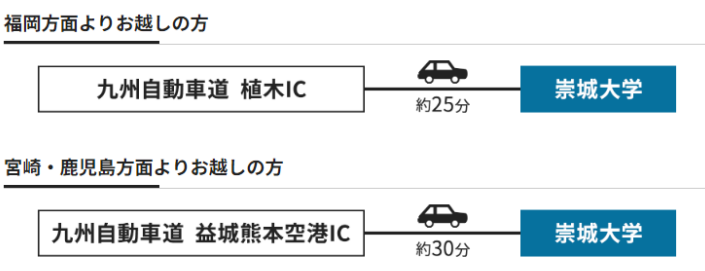 福岡方面よりお越しの方
九州自動車道 植木IC
約25分
崇城大学
宮崎・鹿児島方面よりお越しの方
九州自動車道 益城熊本空港IC
約30分
崇城大学